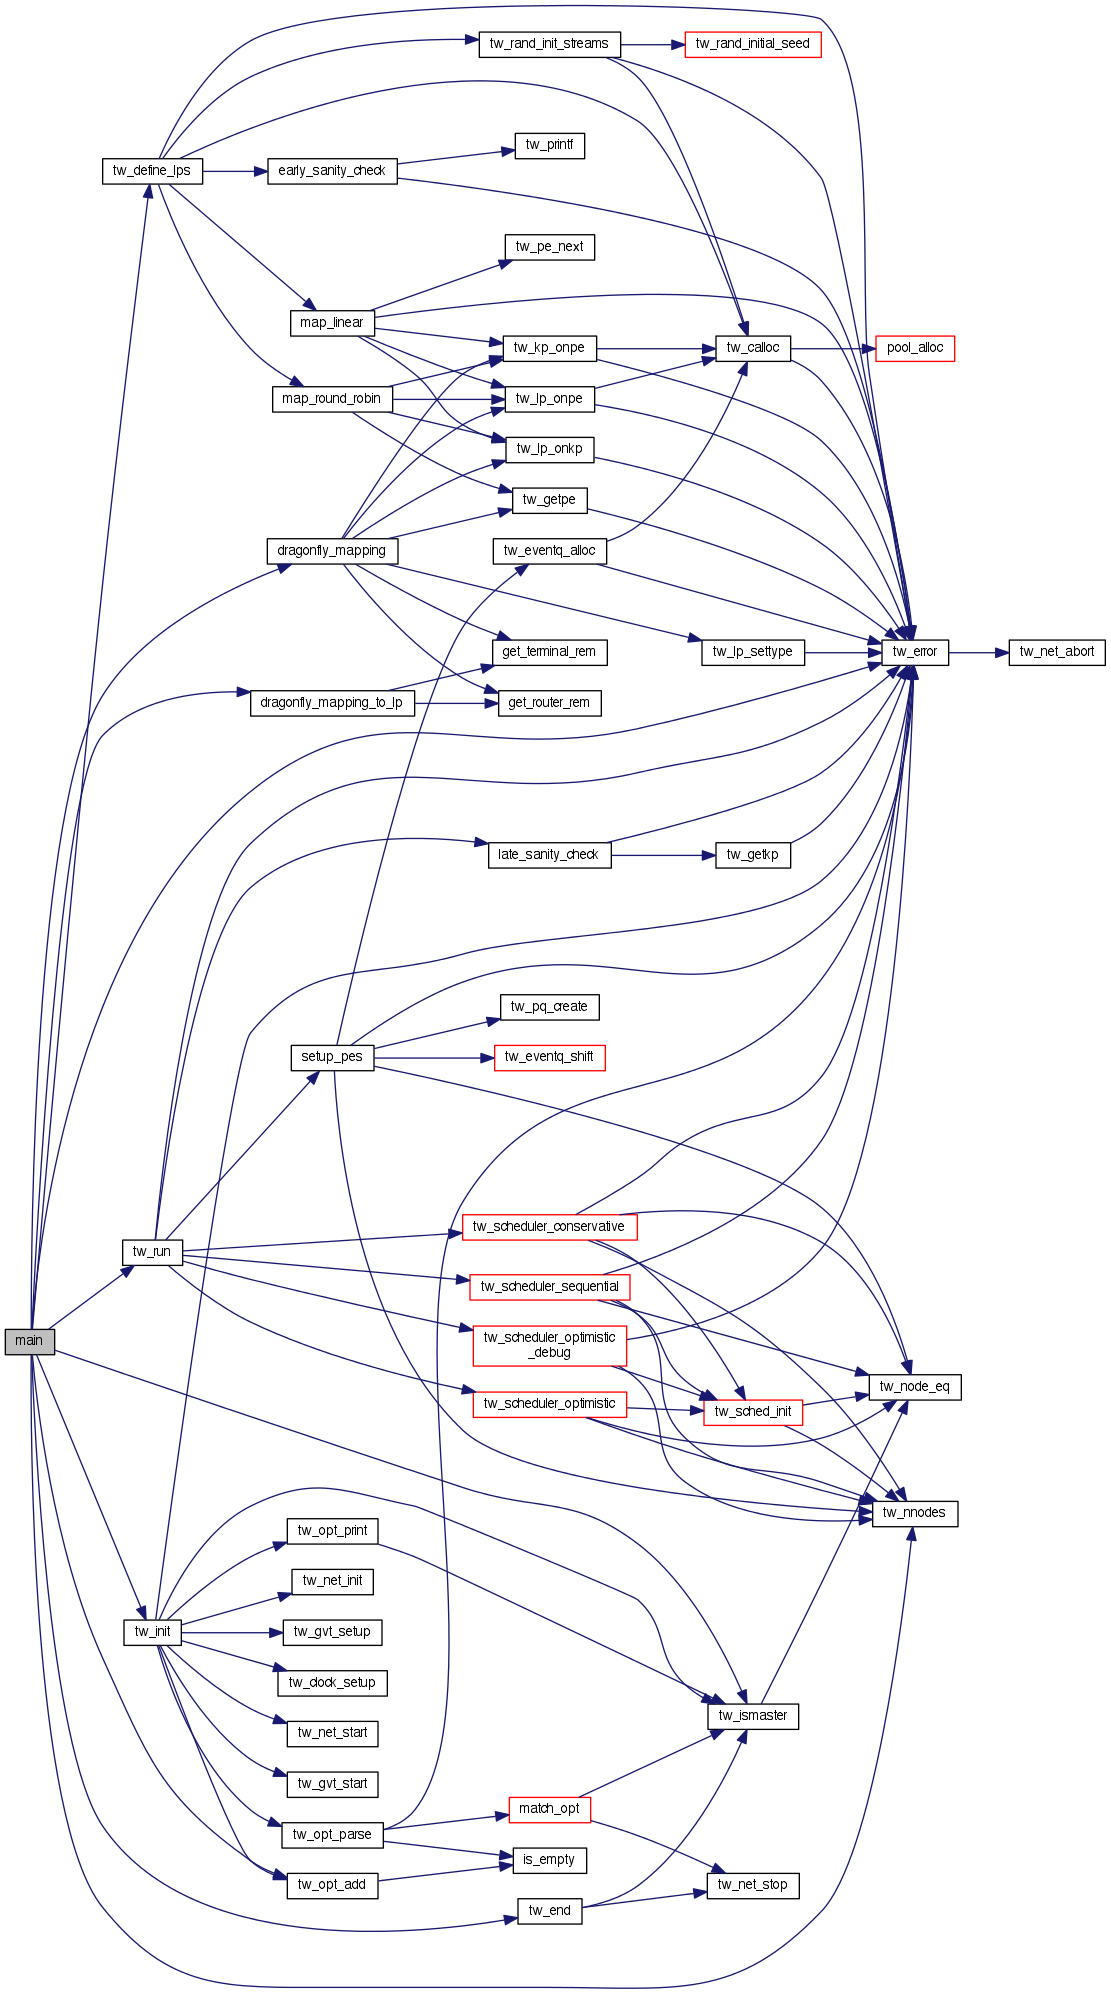 tw_rand_init_streams
tw_rand_initial_seed
tw_printf
tw_define_lps
early_sanity_check
tw_pe_next
map_linear
tw_kp_onpe
tw_calloc
pool_alloc
map_round_robin
tw_lp_onpe
tw_lp_onkp
tw_getpe
dragonfly_mapping
tw_eventq_alloc
get_terminal_rem
tw_lp_settype
tw_error
tw_net_abort
dragonfly_mapping_to_lp
get_router_rem
late_sanity_check
tw_getkp
tw_pq_create
setup_pes
tw_eventq_shift
tw_scheduler_conservative
tw_run
tw_scheduler_sequential
main
tw_scheduler_optimistic
_debug
tw_node_eq
tw_scheduler_optimistic
tw_sched_init
tw_nnodes
tw_opt_print
tw_net_init
tw_init
tw_gvt_setup
tw_clock_setup
tw_ismaster
tw_net_start
tw_gvt_start
match_opt
tw_opt_parse
is_empty
tw_opt_add
tw_net_stop
tw_end